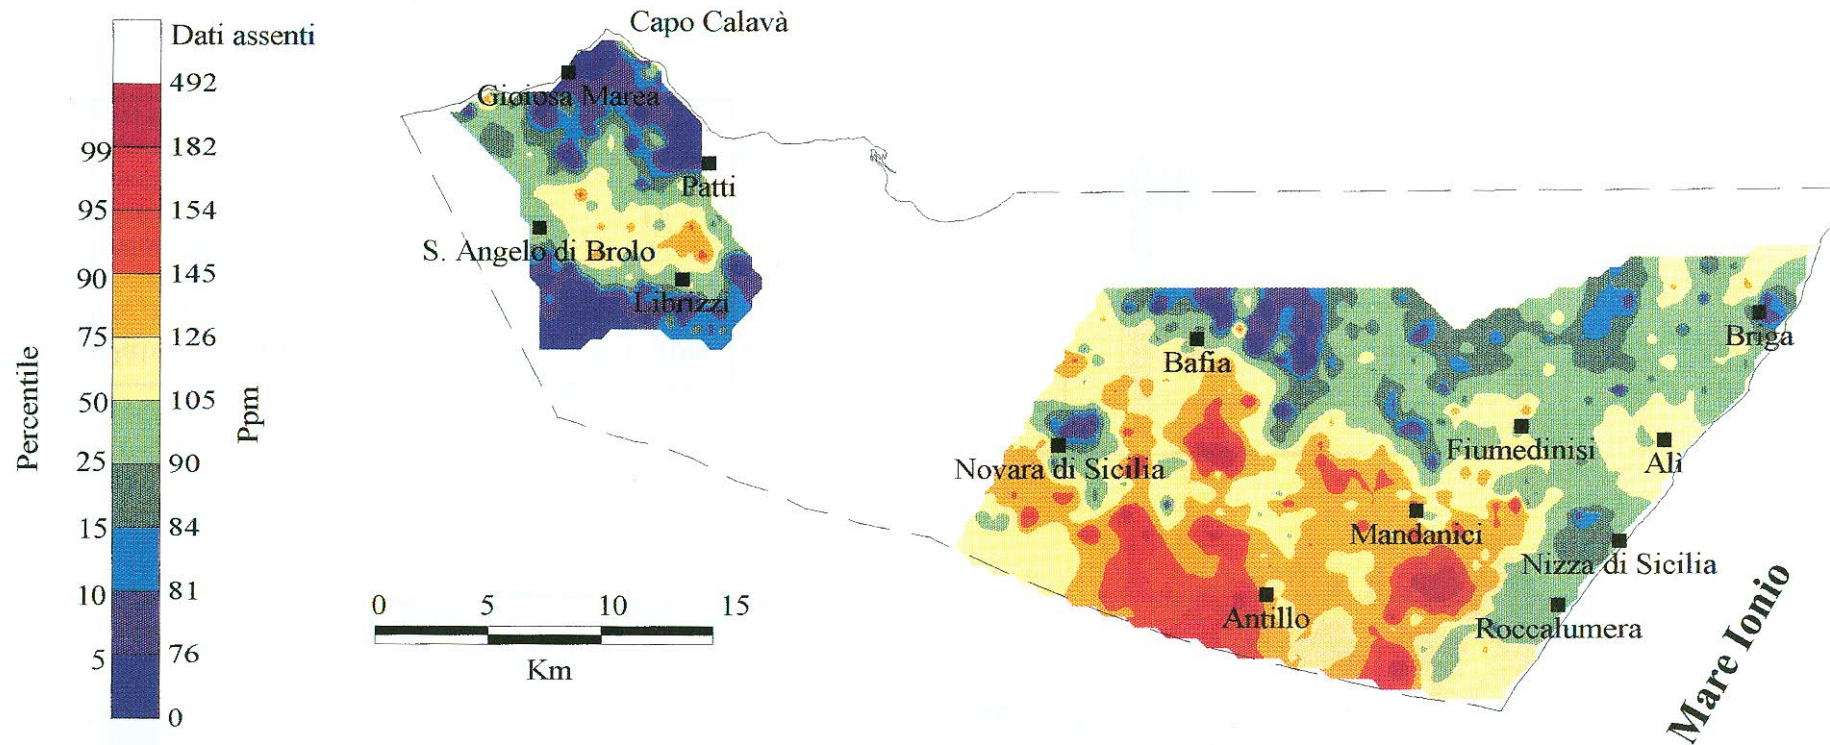 Capo Calavà
Dati assenti
492
Gioiosa Marea
99
182
Patti
95
154
S. Angelo di Brolo
90
145
Librizzi
75
126
Briga
Bafia
Percentile
50
105
Ppm
25
90
Fiumedinisi
Novara di Sicilia
Alì
15
84
Mandanici
Nizza di Sicilia
10
81
0 5 10 15
Antillo
Roccalumera
5
76
Km
Mare Ionio
0